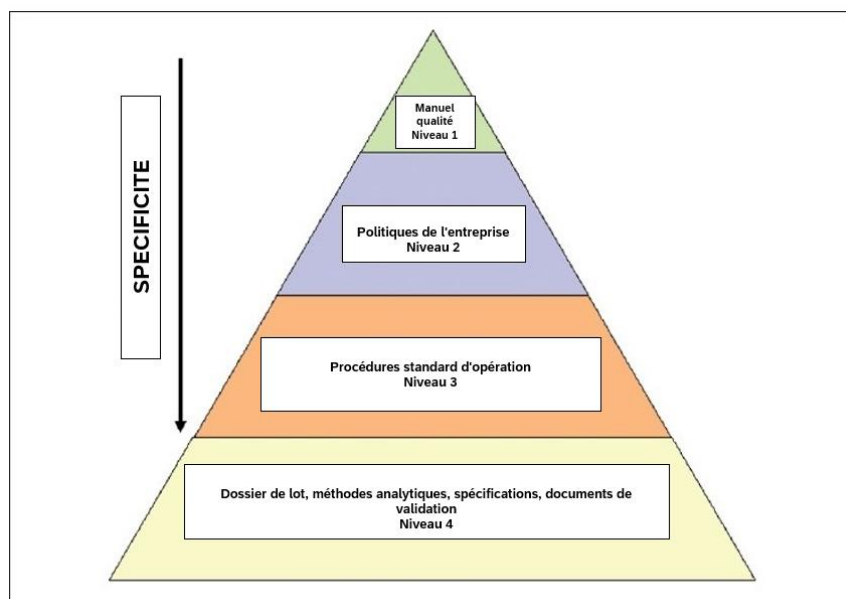 SPECIFICITE
Manuel
qualité
Niveau 1
Politiques de l'entreprise
Niveau 2
Procédures standard d'opération
Niveau 3
Dossier de lot, méthodes analytiques, spécifications, documents de
validation
Niveau 4